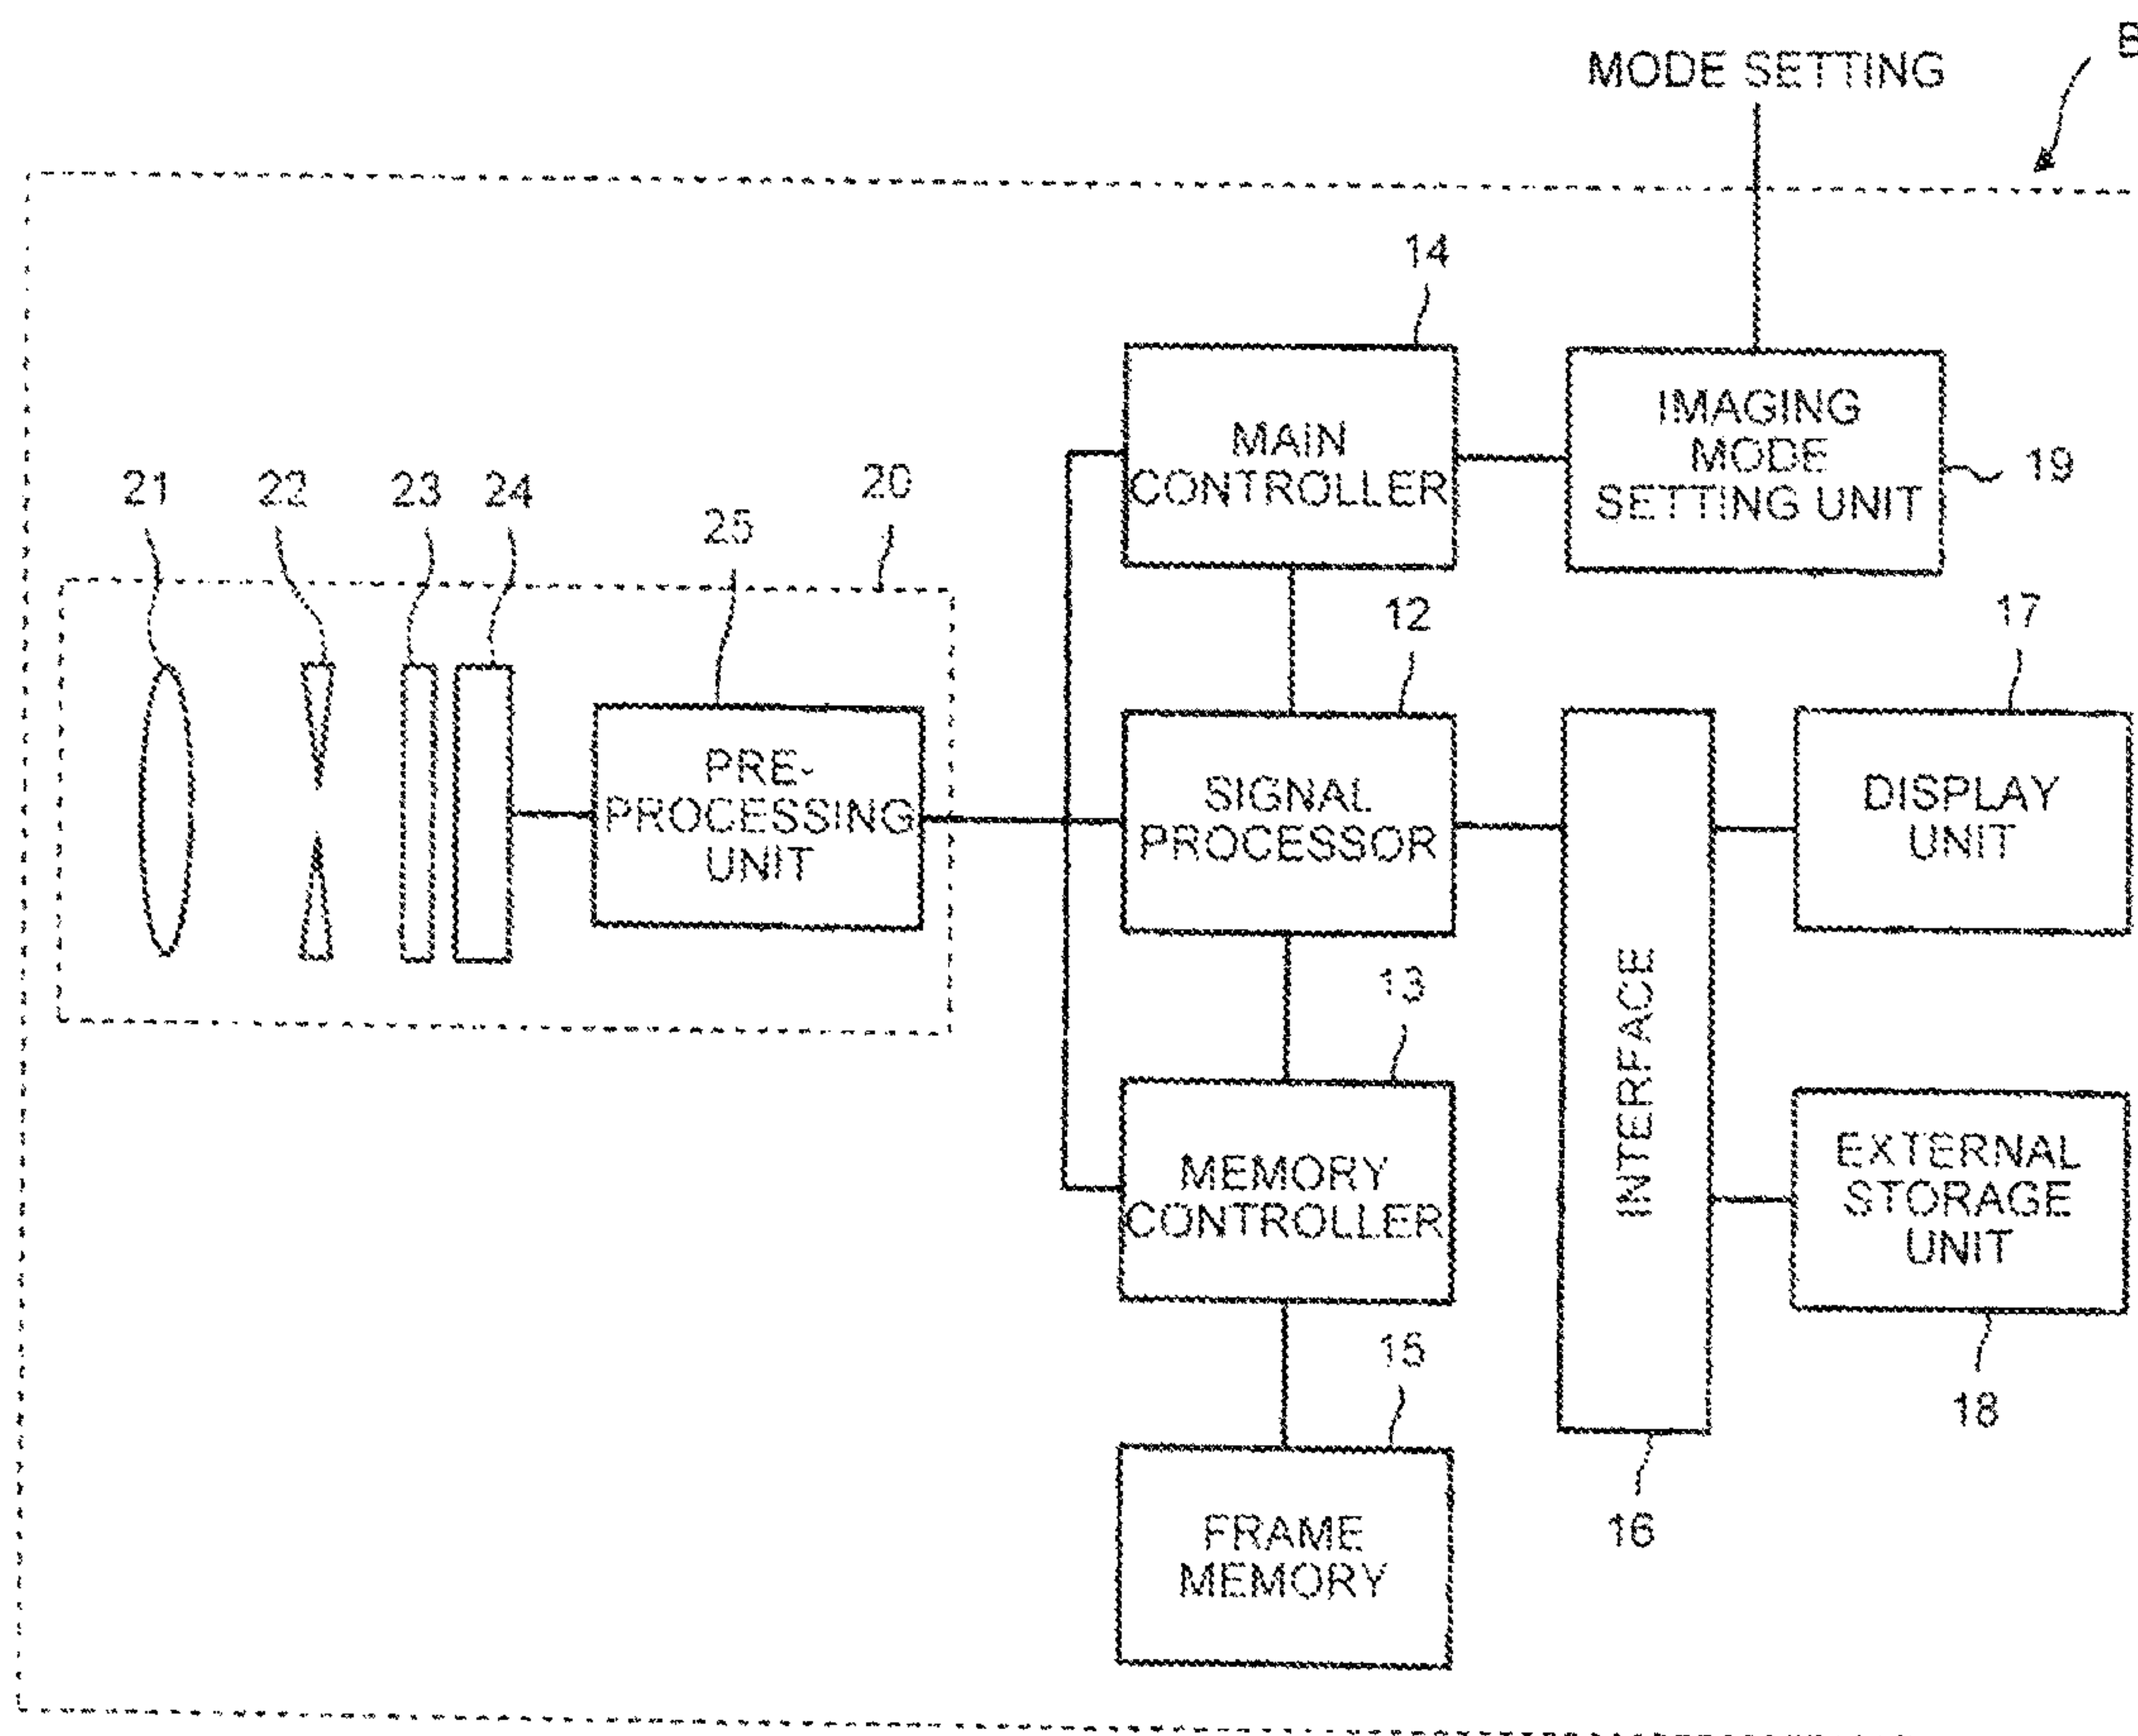 B
MODE SETTING
14
MAIN
CONTROLLER
IMAGING
MODE
SETTING UNIT
19
21
22
23
24
25
20
12
17
PRE-
PROCESSING
UNIT
SIGNAL
PROCESSOR
DISPLAY
UNIT
13
INTERFACE
MEMORY
CONTROLLER
EXTERNAL
STORAGE
UNIT
15
18
16
FRAME
MEMORY